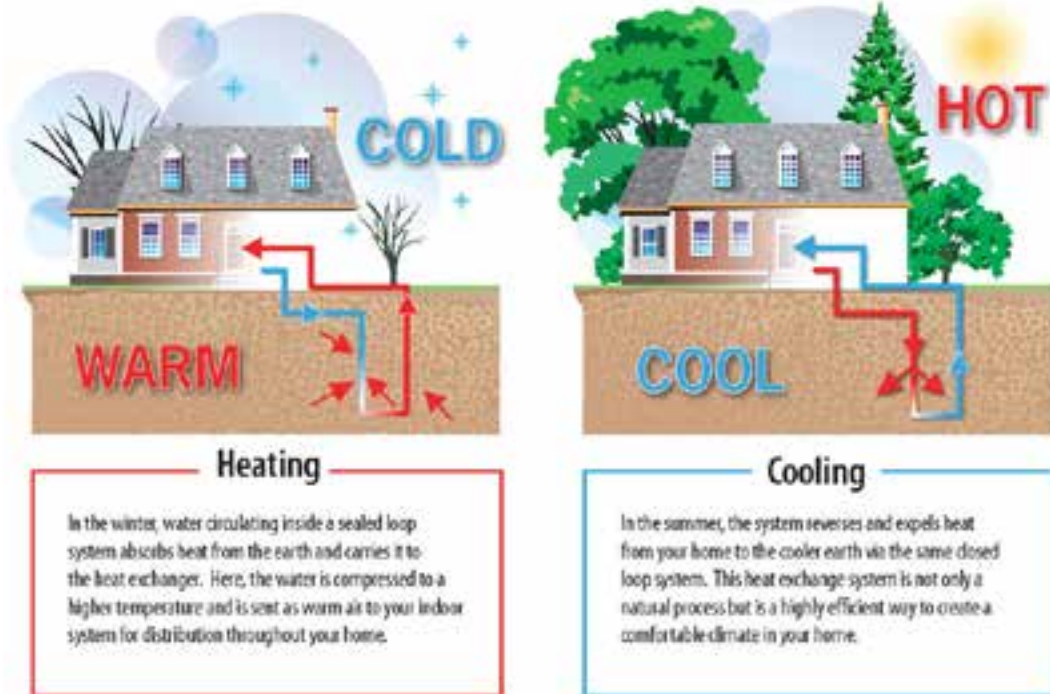 COLD
WARM
Heating
In the winter, water circulating inside a sealed loop
system absorbs heat from the earth and carries it to
the heat exchanger. Here, the water is compressed to a
higher temperature and is sent as warm air to your indoor
system for distribution throughout your home.
HOT
COOL
Cooling
In the summer, the system reverses and expels heat
from your home to the cooler earth via the same closed
loop system. This heat exchange system is not only a
natural process but is a highly efficient way to create a
comfortable climate in your home.